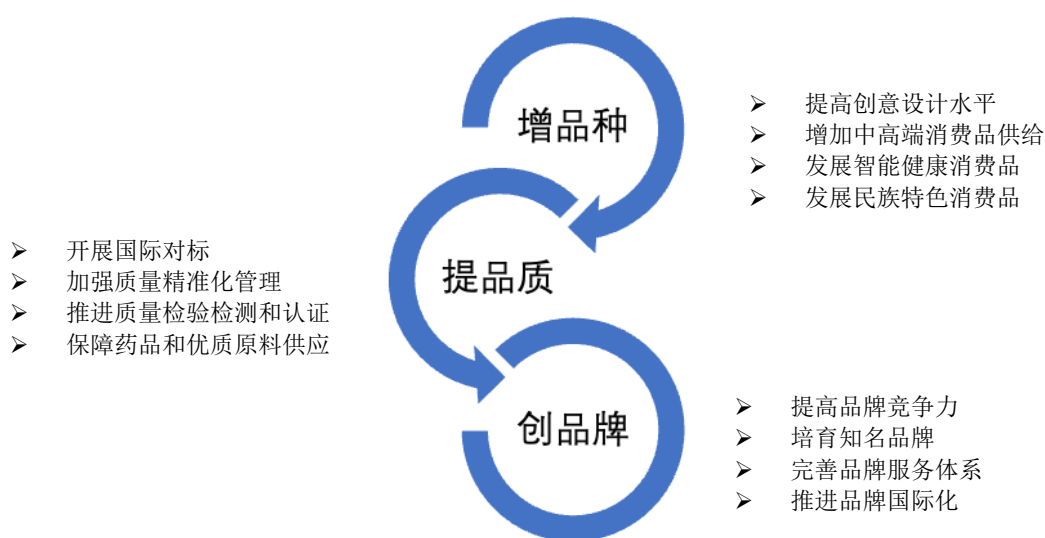 增品种
➢ 提高创意设计水平
➢ 增加中高端消费品供给
➢ 发展智能健康消费品
➢ 发展民族特色消费品
提品质
➢ 开展国际对标
➢ 加强质量精准化管理
➢ 推进质量检验检测和认证
➢ 保障药品和优质原料供应
创品牌
➢ 提高品牌竞争力
➢ 培育知名品牌
➢ 完善品牌服务体系
➢ 推进品牌国际化